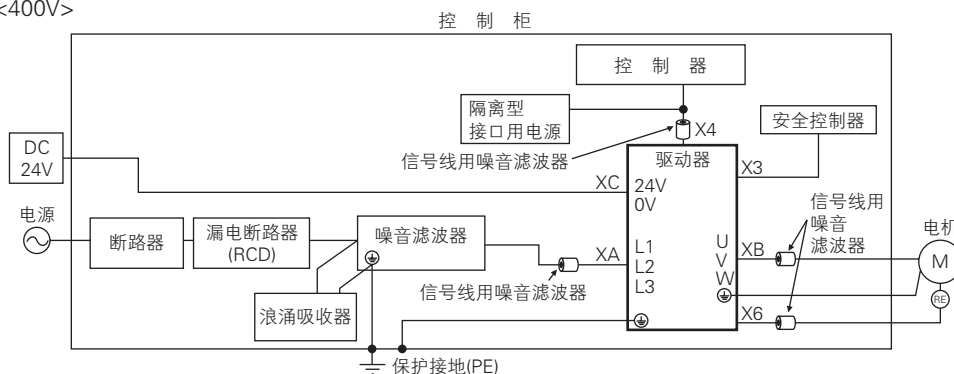 <400V>
控 制 柜
控 制 器
隔离型
接口用电源
X4
安全控制器
DC
24V
信号线用噪音滤波器
驱动器
X3
XC
24V
0V
信号线用
噪音
滤波器
电源
电机
断路器
漏电断路器
(RCD)
噪音滤波器
XA
L1
L2
L3
U
V
W
XB
M
信号线用噪音滤波器
RE
浪涌吸收器
X6
保护接地(PE)